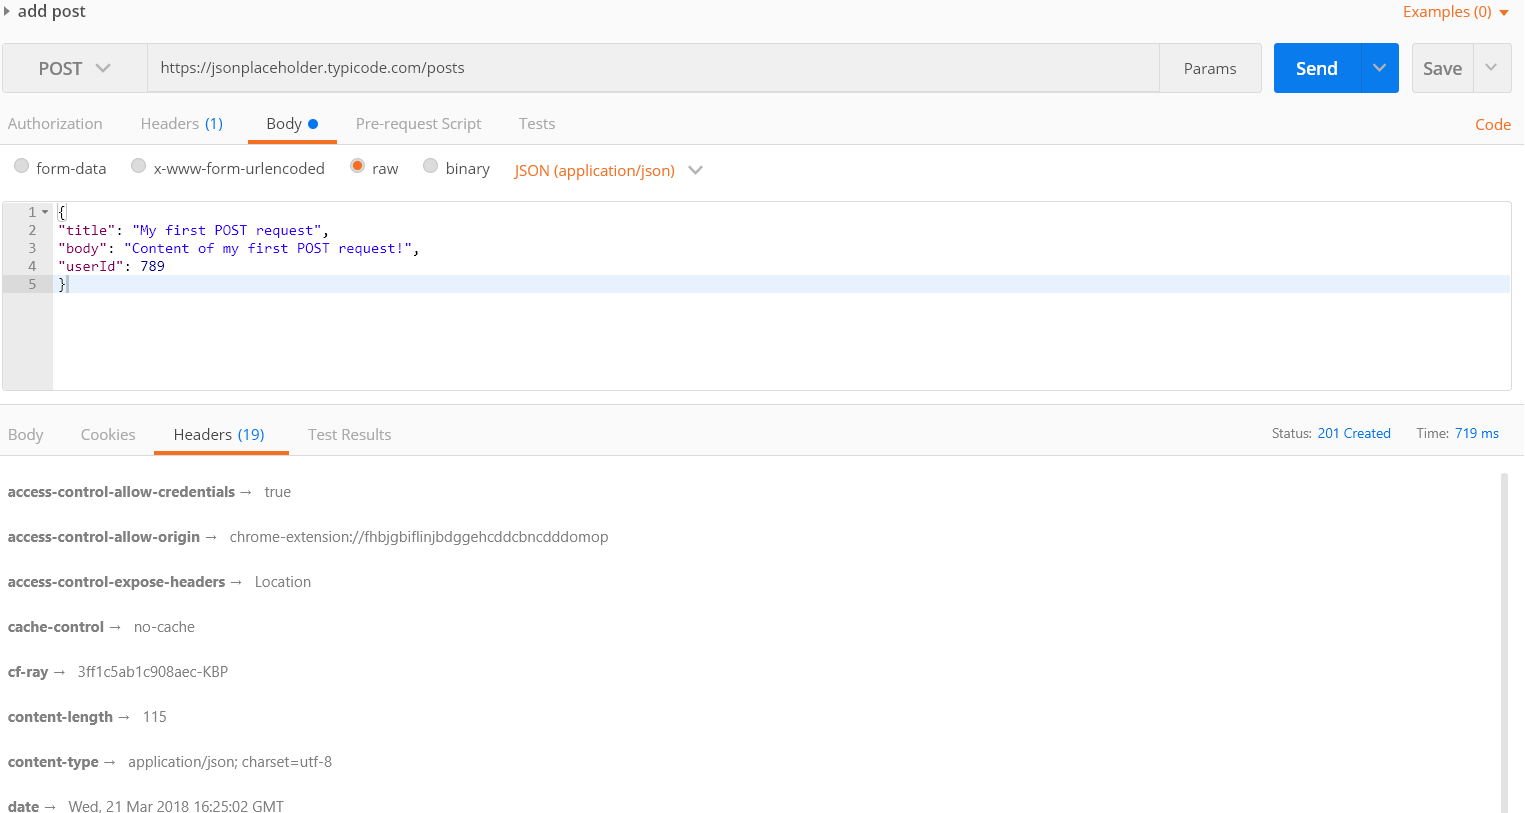 add post
Examples (0)
POST https://jsonplaceholder.typicode.com/posts Params Send Save
Authorization Headers (1) Body Pre-request Script Tests Code
form-data x-www-form-urlencoded raw binary JSON (application/json)
1 {
2 "title": "My first POST request",
3 "body": "Content of my first POST request!",
4 "userId": 789
5 }
Body Cookies Headers (19) Test Results Status: 201 Created Time: 719 ms
access-control-allow-credentials → true
access-control-allow-origin → chrome-extension://fhbjgbiflinjbdggehcddcbncdddomop
access-control-expose-headers → Location
cache-control → no-cache
cf-ray → 3ff1c5ab1c908aec-KBP
content-length → 115
content-type → application/json; charset=utf-8
date → Wed, 21 Mar 2018 16:25:02 GMT